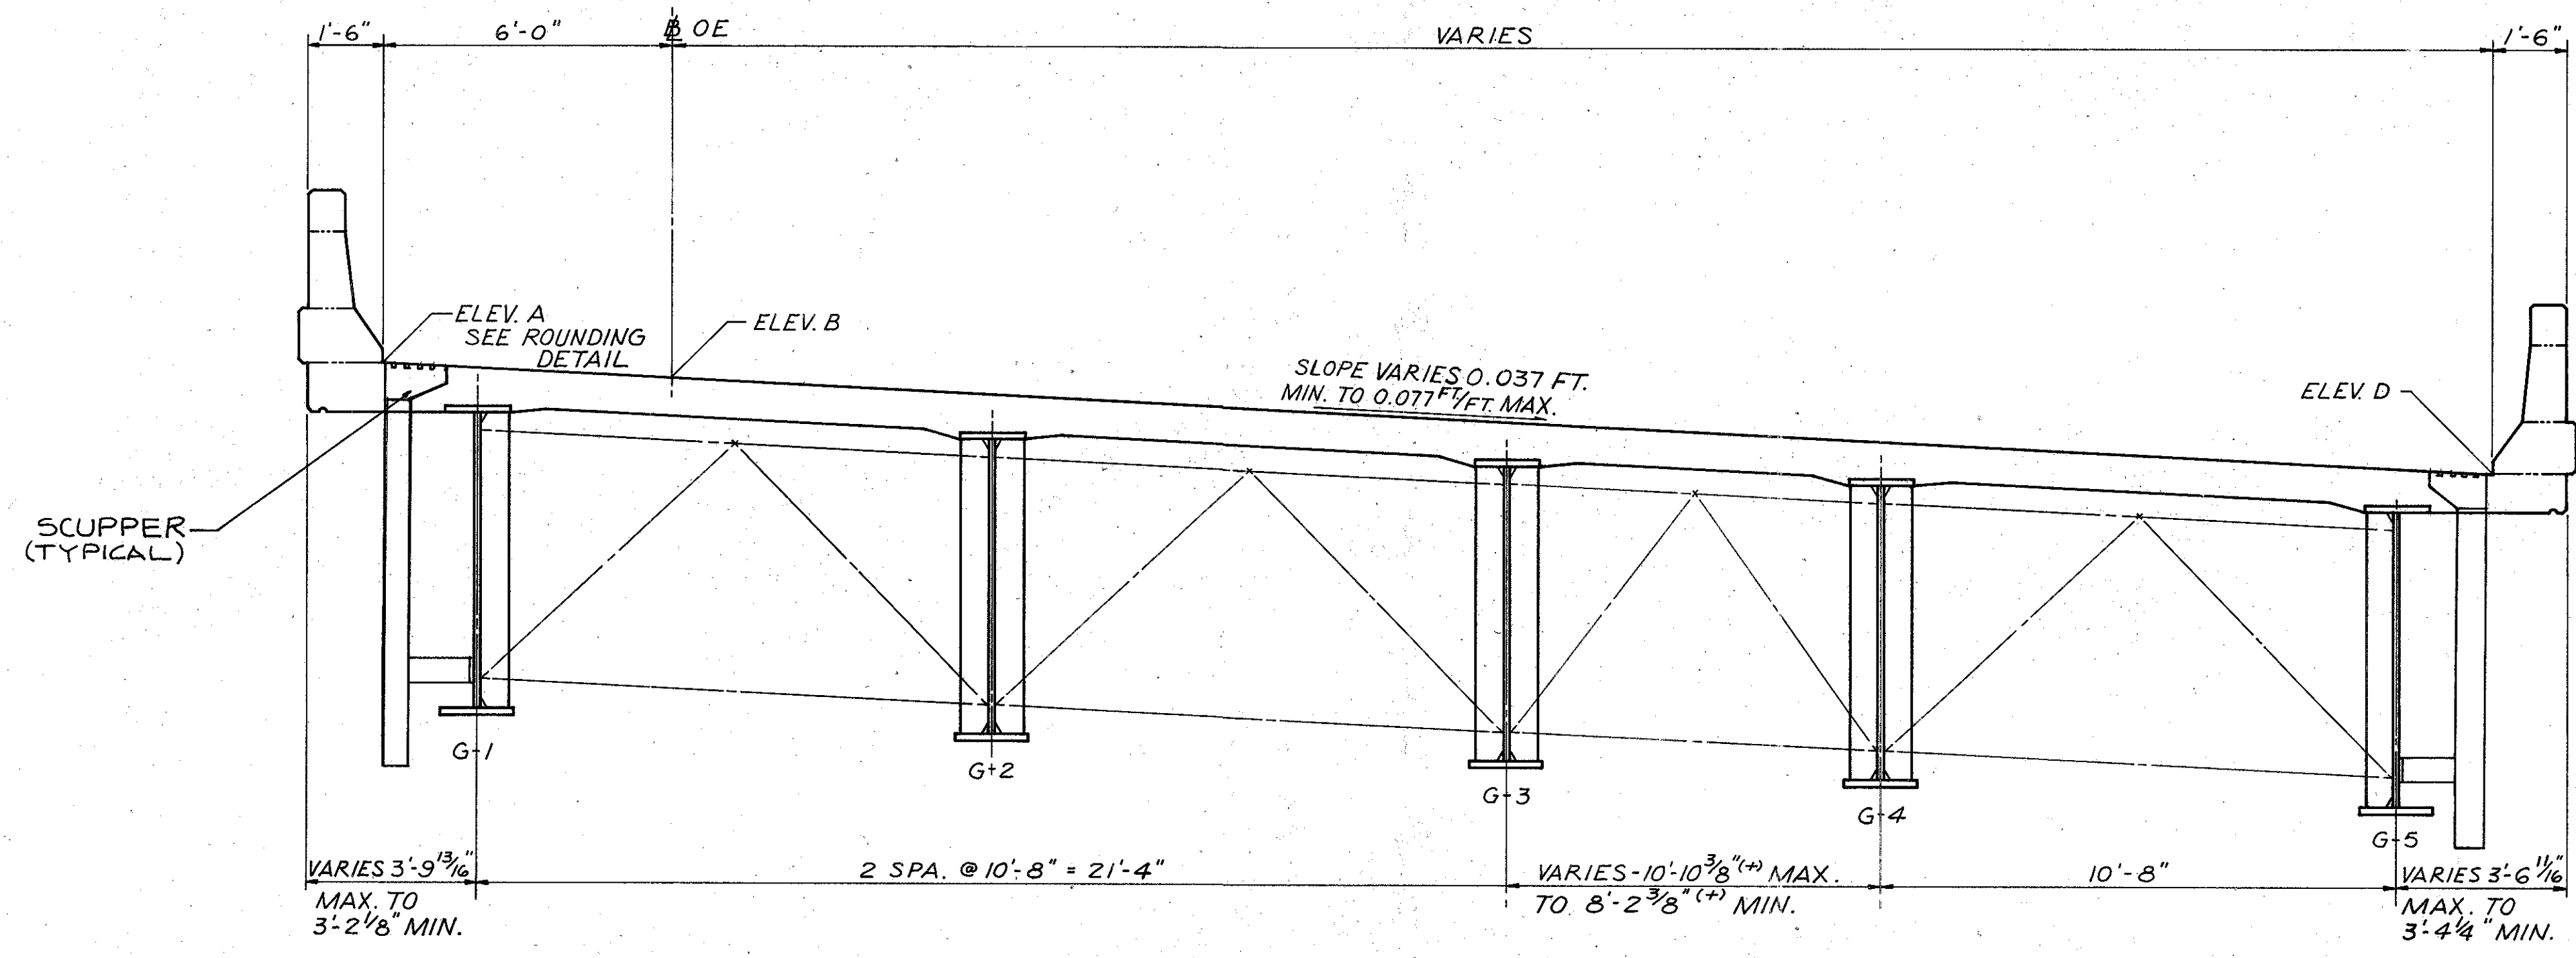 1'-6"
6'-0"
℄ OE
VARIES
1'-6"
ELEV. A
SEE ROUNDING
DETAIL
ELEV. B
SLOPE VARIES 0.037 FT.
MIN. TO 0.077 FT/FT. MAX.
ELEV. D
SCUPPER
(TYPICAL)
G-1
G-2
G-3
G-4
G-5
VARIES 3'-9 13/16"
MAX. TO
3'-2 1/8" MIN.
2 SPA. @ 10'-8" = 21'-4"
VARIES-10'-10 3/8" (+) MAX.
TO 8'-2 3/8" (+) MIN.
10'-8"
VARIES 3'-6 11/16"
MAX. TO
3'-4 1/4" MIN.